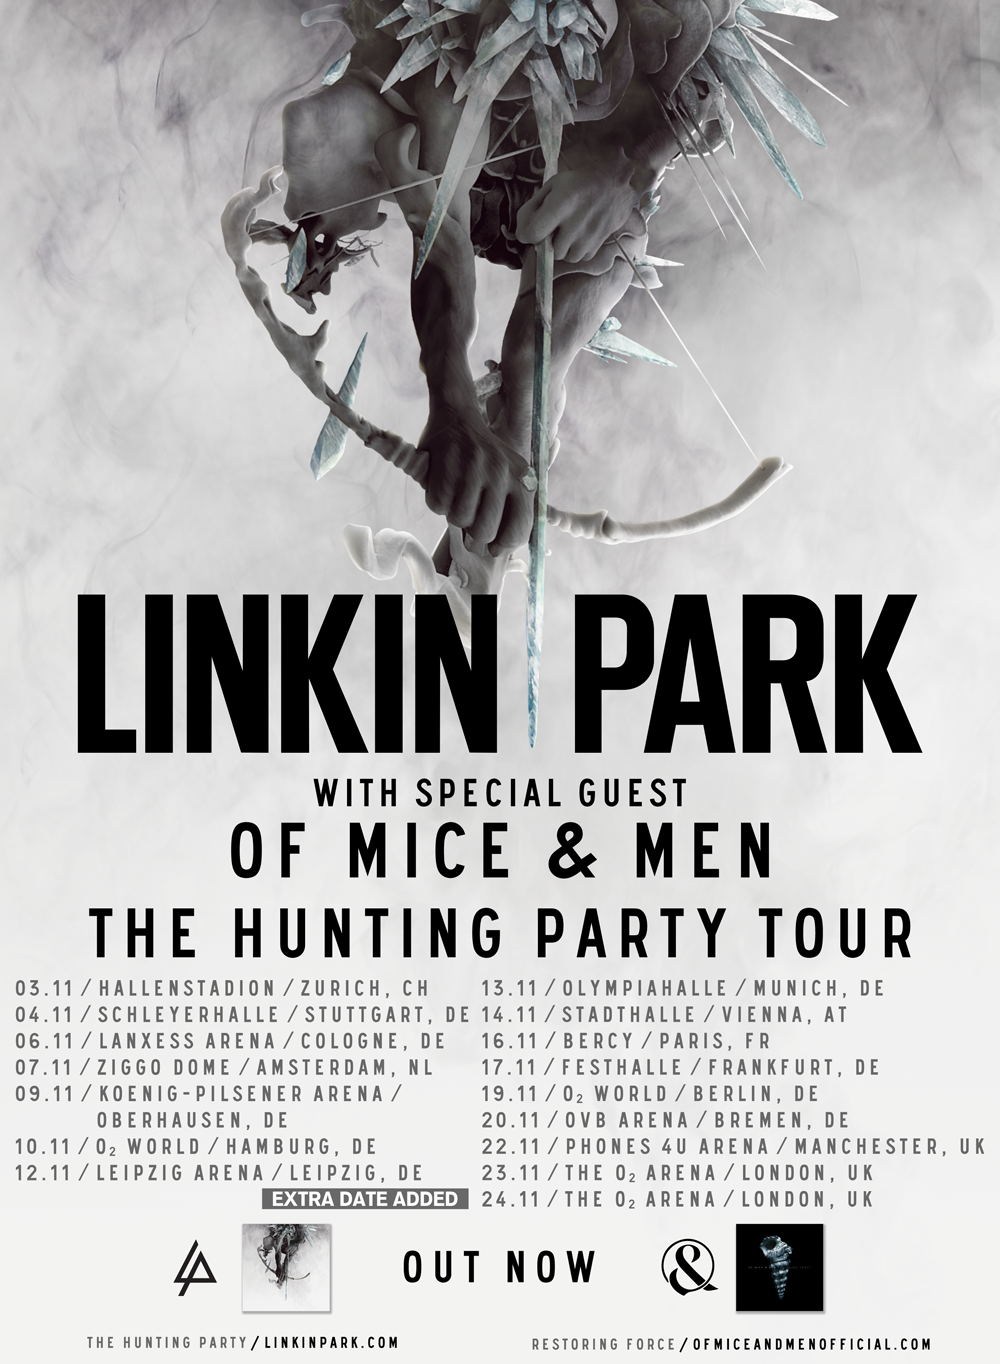 LINKIN PARK
WITH SPECIAL GUEST
OF MICE & MEN
THE HUNTING PARTY TOUR
03.11 / HALLENSTADION / ZURICH, CH
04.11 / SCHLEYERHALLE / STUTTGART, DE
06.11 / LANXESS ARENA / COLOGNE, DE
07.11 / ZIGGO DOME / AMSTERDAM, NL
09.11 / KOENIG-PILSENER ARENA /
OBERHAUSEN, DE
10.11 / O₂ WORLD / HAMBURG, DE
12.11 / LEIPZIG ARENA / LEIPZIG, DE
13.11 / OLYMPIAHALLE / MUNICH, DE
14.11 / STADTHALLE / VIENNA, AT
16.11 / BERCY / PARIS, FR
17.11 / FESTHALLE / FRANKFURT, DE
19.11 / O₂ WORLD / BERLIN, DE
20.11 / OVB ARENA / BREMEN, DE
22.11 / PHONES 4U ARENA / MANCHESTER, UK
23.11 / THE O₂ ARENA / LONDON, UK
EXTRA DATE ADDED 24.11 / THE O₂ ARENA / LONDON, UK
OUT NOW
&
THE HUNTING PARTY / LINKINPARK.COM
RESTORING FORCE / OFMICEANDMENOFFICIAL.COM